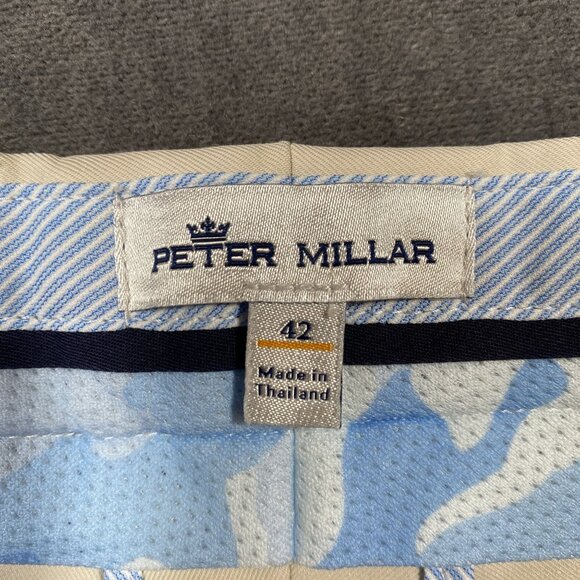 PETER MILLAR
42
Made in
Thailand